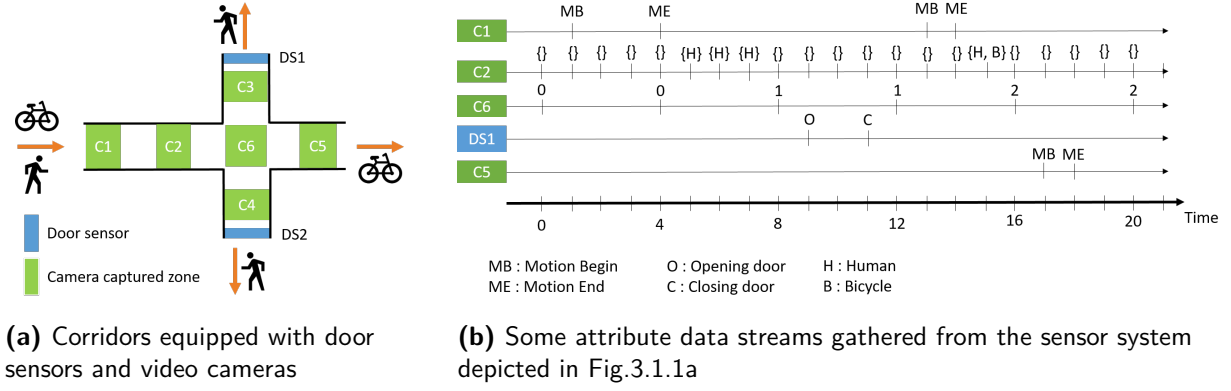 DS1
C3
C1 C2 C6 C5
C4
DS2
Door sensor
Camera captured zone
MB ME MB ME
C1
{} {} {} {} {} {H} {H} {H} {} {} {} {} {} {} {} {H, B} {} {} {} {} {}
C2
0 0 1 1 2 2
C6
O C
DS1
MB ME
C5
0 4 8 12 16 20 Time
MB : Motion Begin O : Opening door H : Human
ME : Motion End C : Closing door B : Bicycle
(a) Corridors equipped with door
sensors and video cameras
(b) Some attribute data streams gathered from the sensor system
depicted in Fig.3.1.1a